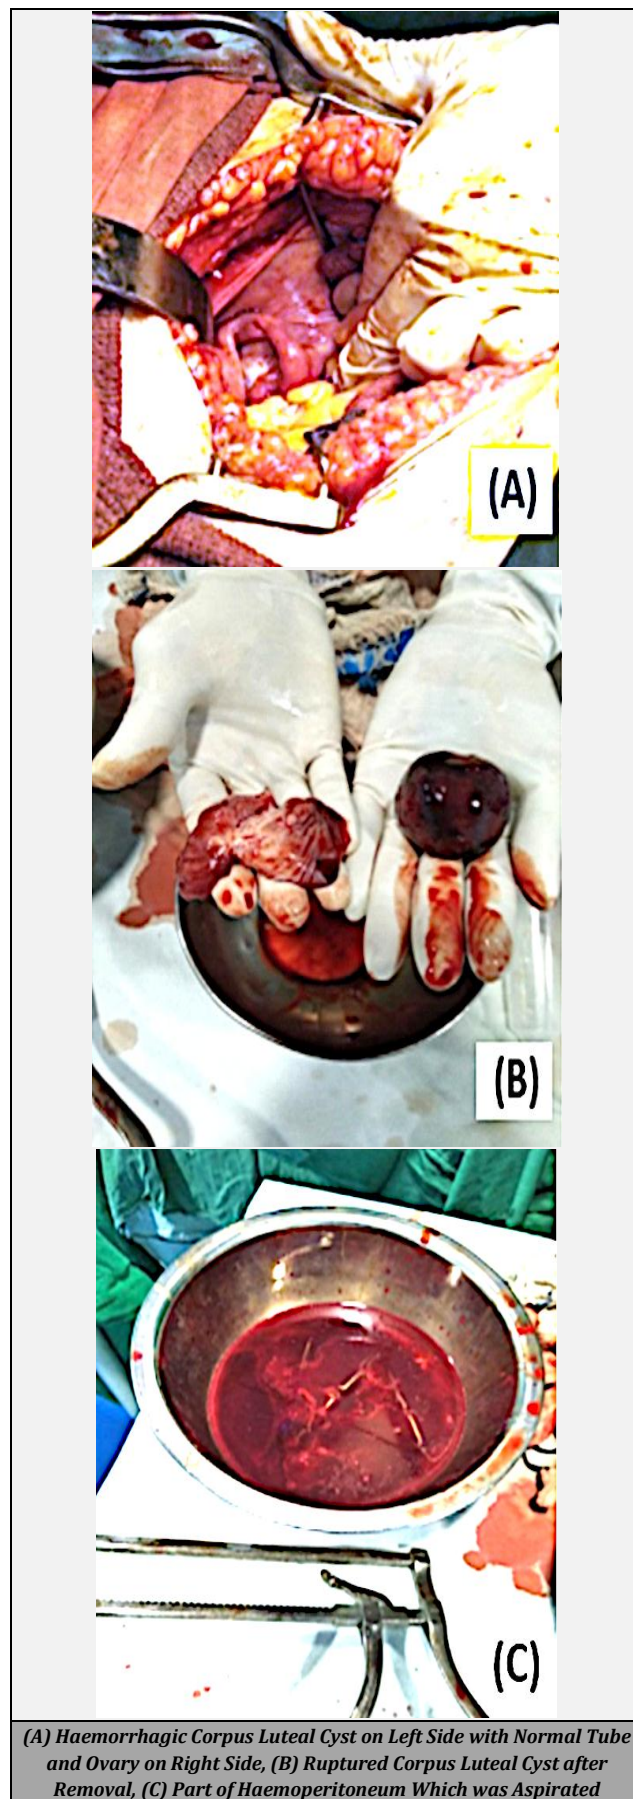 (A)
(B)
(C)
(A) Haemorrhagic Corpus Luteal Cyst on Left Side with Normal Tube
and Ovary on Right Side, (B) Ruptured Corpus Luteal Cyst after
Removal, (C) Part of Haemoperitoneum Which was Aspirated